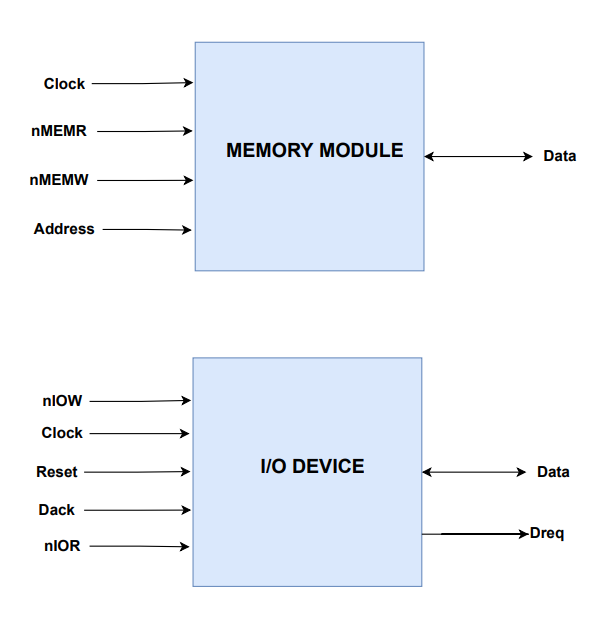 Clock
nMEMR
nMEMW
Address
MEMORY MODULE
Data
nIOW
Clock
Reset
Dack
nIOR
I/O DEVICE
Data
Dreq